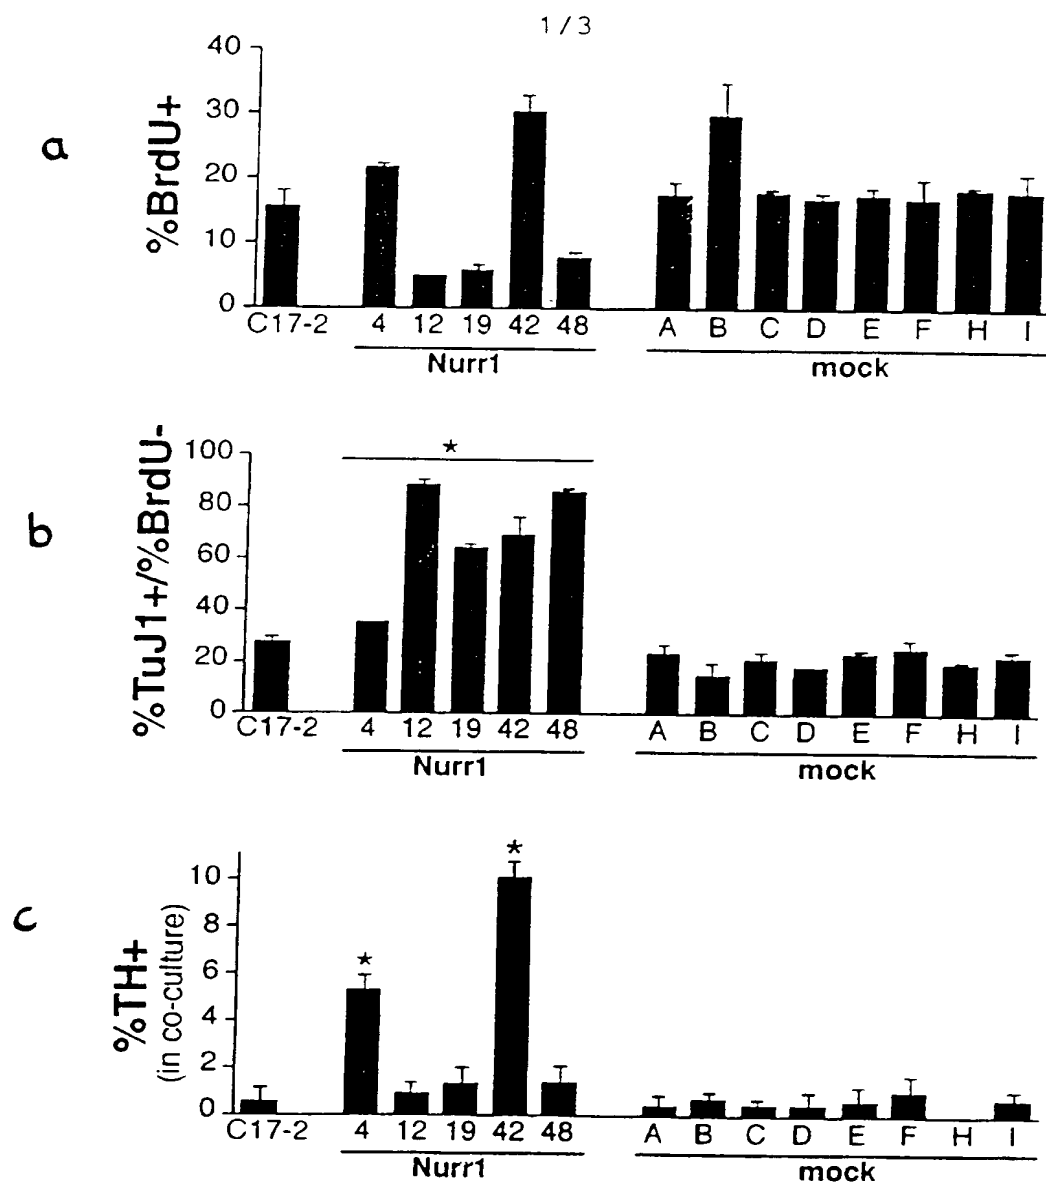 1/3
a
%BrdU+
40
30
20
10
0
C17-2 4 12 19 42 48 A B C D E F H I
Nurr1 mock
b
%TuJ1+/%BrdU-
★
100
80
60
40
20
0
C17-2 4 12 19 42 48 A B C D E F H I
Nurr1 mock
c
%TH+
(in co-culture)
★
★
10
8
6
4
2
0
C17-2 4 12 19 42 48 A B C D E F H I
Nurr1 mock